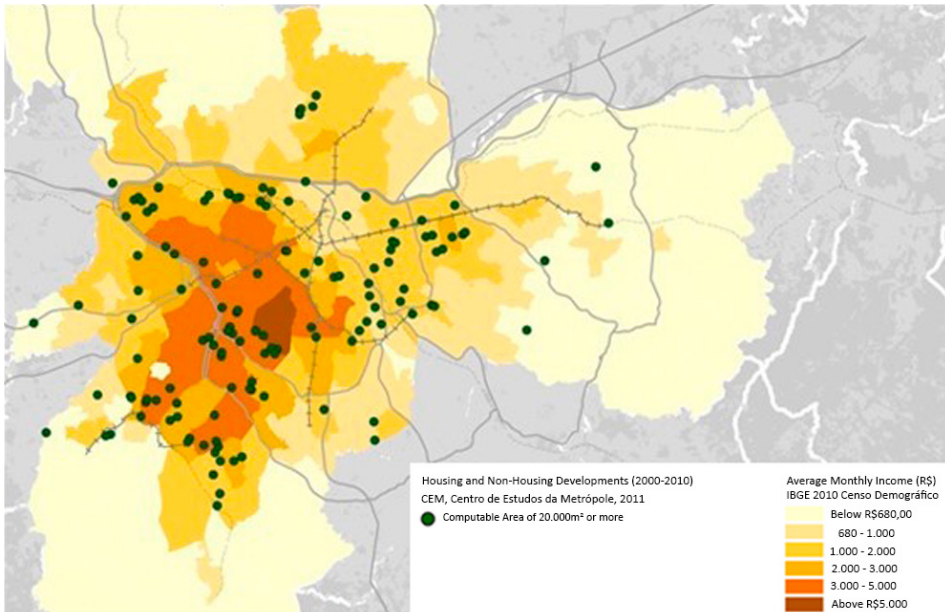 Housing and Non-Housing Developments (2000-2010)
CEM, Centro de Estudos da Metrópole, 2011
Computable Area of 20.000m² or more
Average Monthly Income (R$)
IBGE 2010 Censo Demográfico
Below R$680,00
680 - 1.000
1.000 - 2.000
2.000 - 3.000
3.000 - 5.000
Above R$5.000